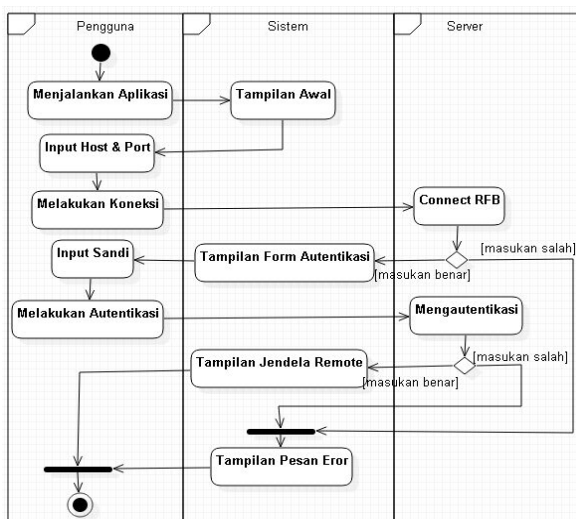 Pengguna
Sistem
Server
Menjalankan Aplikasi
Tampilan Awal
Input Host & Port
Melakukan Koneksi
Connect RFB
[masukan salah]
Input Sandi
Tampilan Form Autentikasi
[masukan benar]
Melakukan Autentikasi
Mengautentikasi
Tampilan Jendela Remote
[masukan salah]
[masukan benar]
Tampilan Pesan Eror